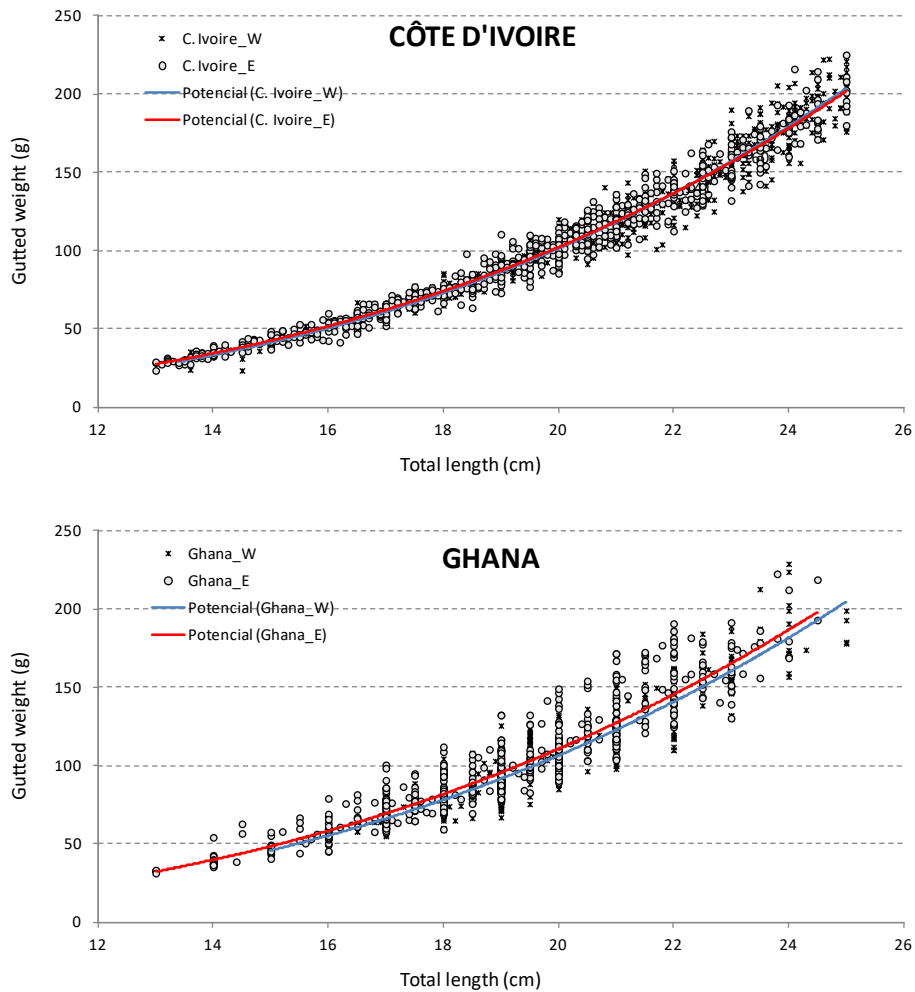 CÔTE D'IVOIRE
C. Ivoire_W
C. Ivoire_E
Potencial (C. Ivoire_W)
Potencial (C. Ivoire_E)
250
200
150
100
50
0
Gutted weight (g)
12 14 16 18 20 22 24 26
Total length (cm)
GHANA
Ghana_W
Ghana_E
Potencial (Ghana_W)
Potencial (Ghana_E)
250
200
150
100
50
0
Gutted weight (g)
12 14 16 18 20 22 24 26
Total length (cm)